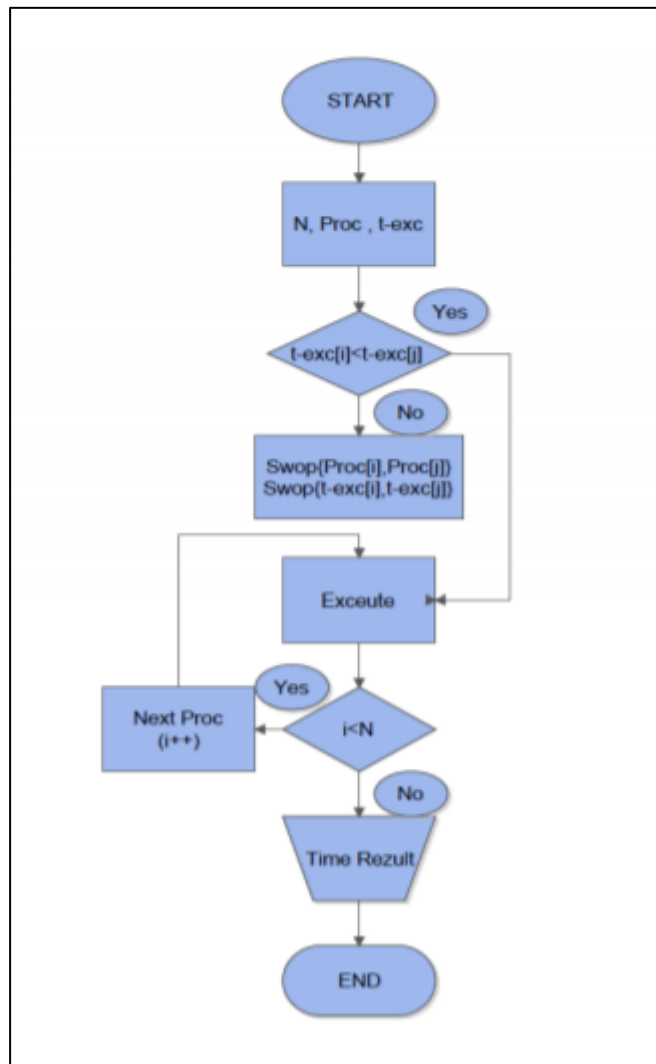 START
N, Proc , t-exc
Yes
t-exc[i]<t-exc[j]
No
Swop{Proc[i],Proc[j]}
Swop{t-exc[i],t-exc[j]}
Exceute
Yes
Next Proc
(i++)
i<N
No
Time Rezult
END